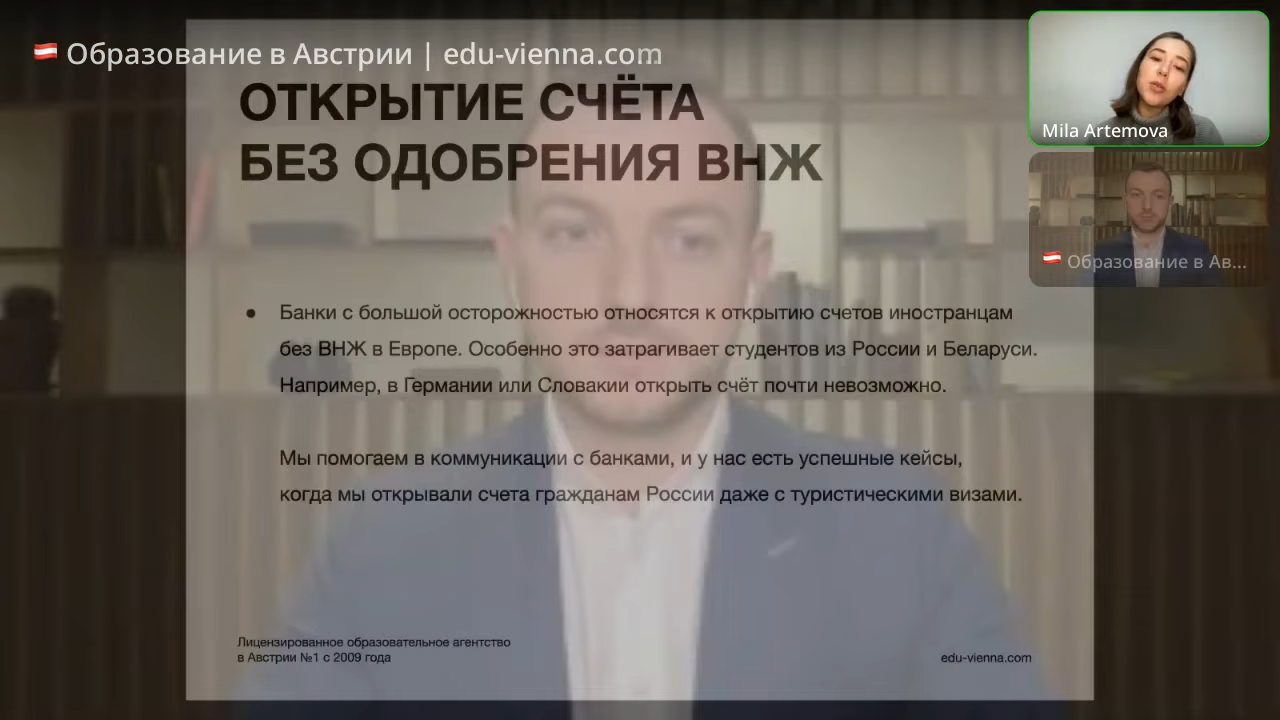 Образование в Австрии | edu-vienna.com
ОТКРЫТИЕ СЧЁТА
БЕЗ ОДОБРЕНИЯ ВНЖ
● Банки с большой осторожностью относятся к открытию счетов иностранцам
без ВНЖ в Европе. Особенно это затрагивает студентов из России и Беларуси.
Например, в Германии или Словакии открыть счёт почти невозможно.
Мы помогаем в коммуникации с банками, и у нас есть успешные кейсы,
когда мы открывали счета гражданам России даже с туристическими визами.
Лицензированное образовательное агентство
в Австрии №1 с 2009 года
edu-vienna.com
Mila Artemova
Образование в Ав...